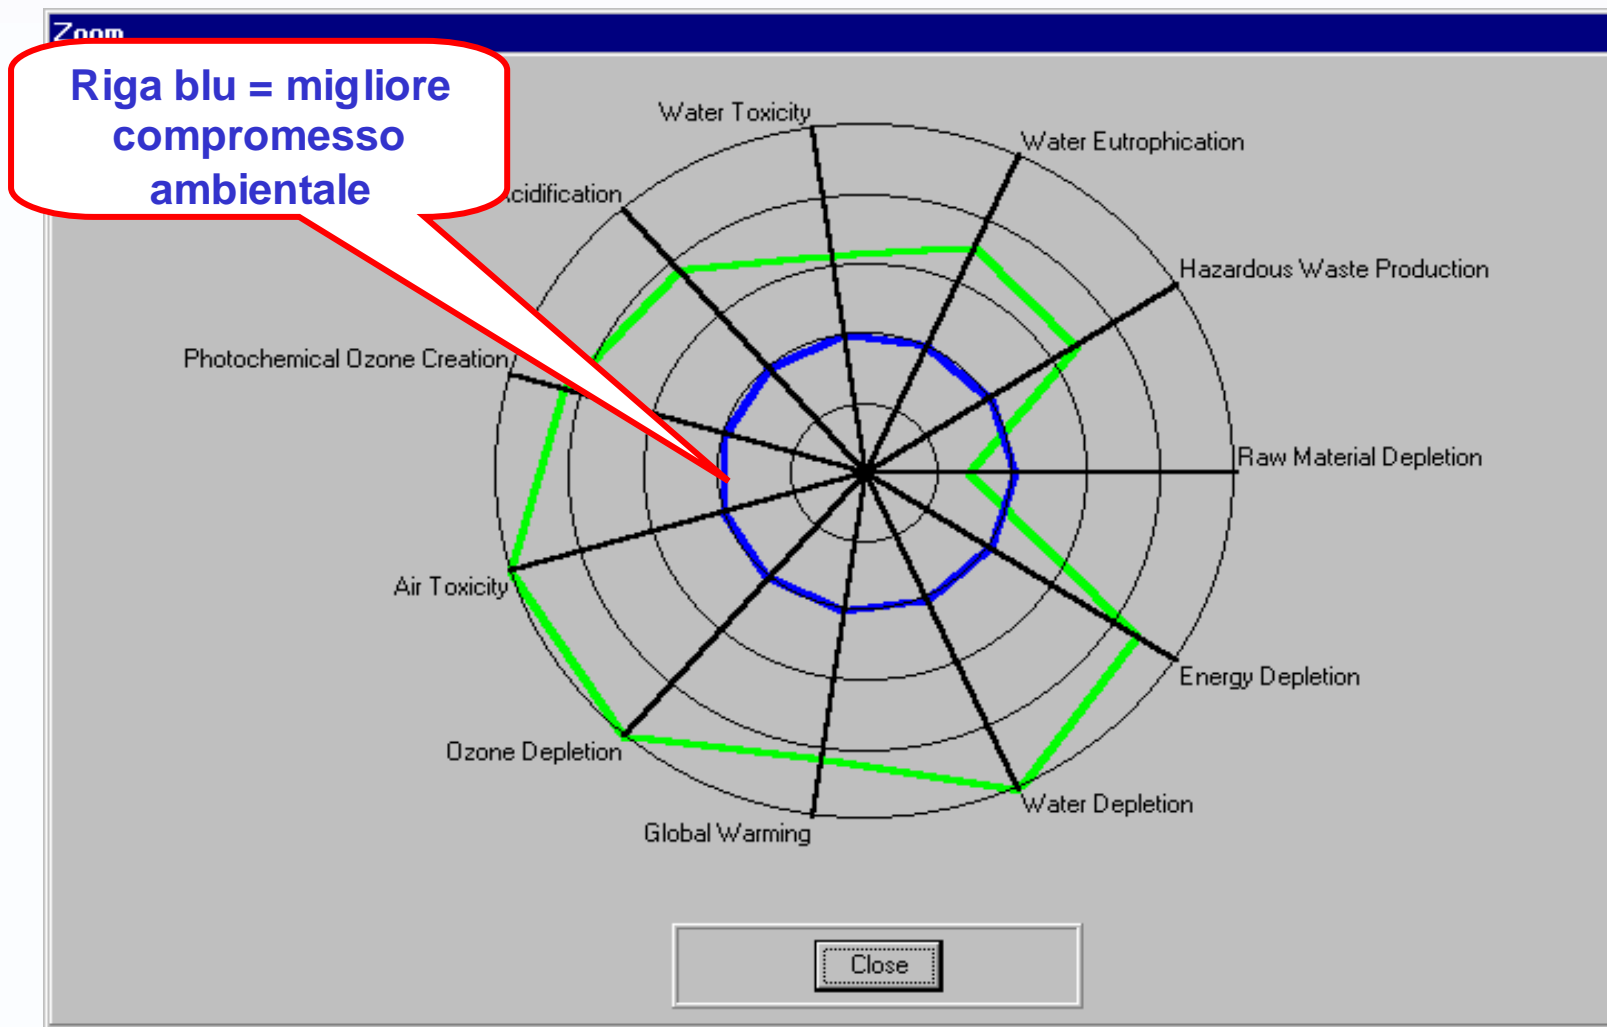 Zoom
Riga blu = migliore
compromesso
ambientale
Water Toxicity
Water Eutrophication
cidification
Hazardous Waste Production
Photochemical Ozone Creation
Raw Material Depletion
Air Toxicity
Energy Depletion
Ozone Depletion
Water Depletion
Global Warming
Close